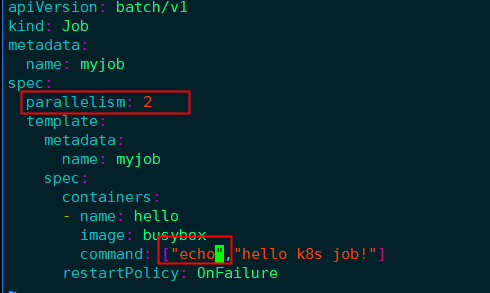 apiVersion: batch/v1
kind: Job
metadata:
  name: myjob
spec:
  parallelism: 2
  template:
    metadata:
      name: myjob
    spec:
      containers:
      - name: hello
        image: busybox
        command: ["echo","hello k8s job!"]
      restartPolicy: OnFailure
~